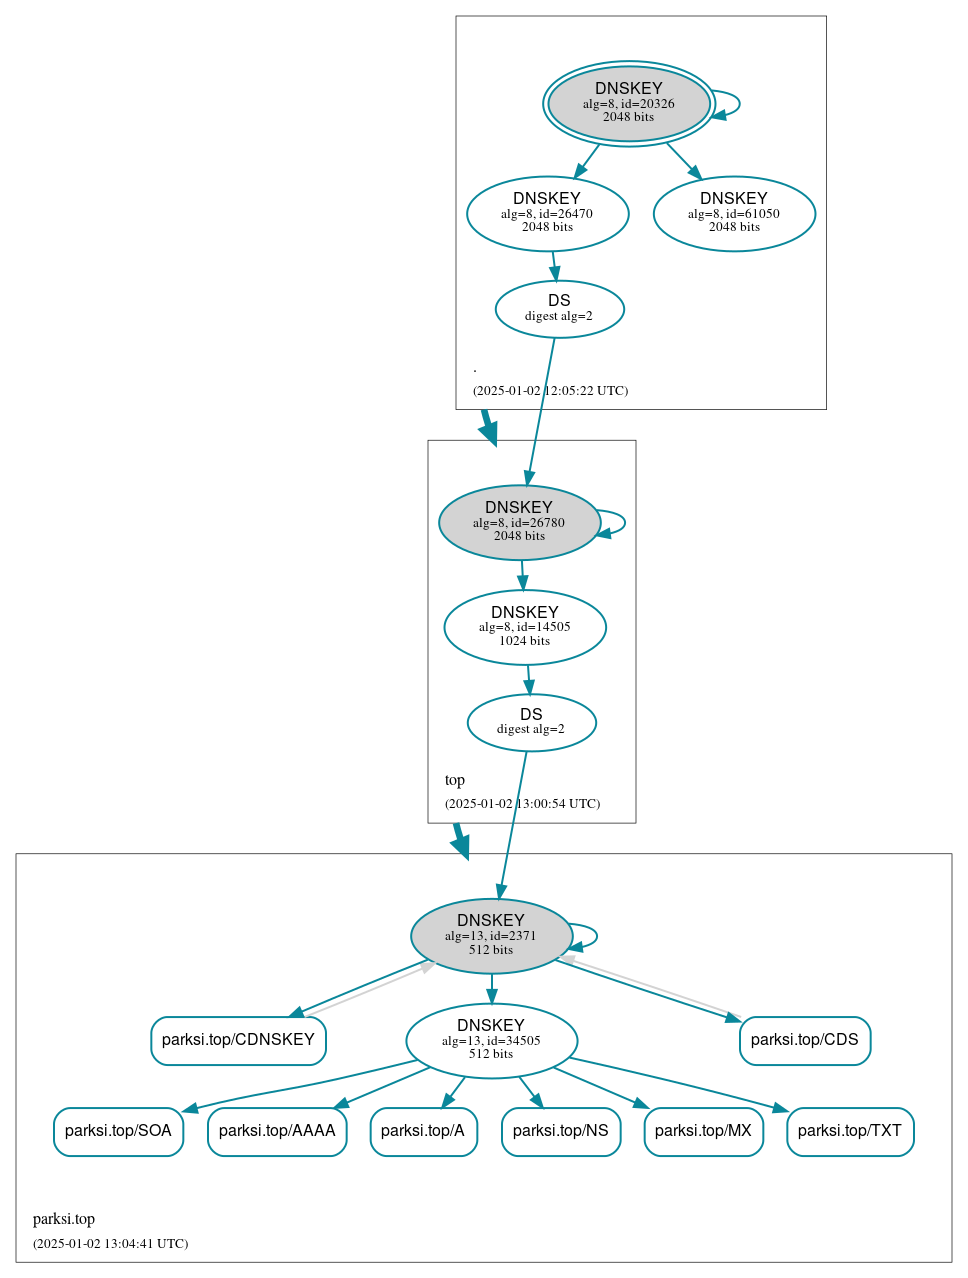 DNSKEY
alg=8, id=20326
2048 bits
DNSKEY
alg=8, id=26470
2048 bits
DNSKEY
alg=8, id=61050
2048 bits
DS
digest alg=2
.
(2025-01-02 12:05:22 UTC)
DNSKEY
alg=8, id=26780
2048 bits
DNSKEY
alg=8, id=14505
1024 bits
DS
digest alg=2
top
(2025-01-02 13:00:54 UTC)
DNSKEY
alg=13, id=2371
512 bits
parksi.top/CDNSKEY
DNSKEY
alg=13, id=34505
512 bits
parksi.top/CDS
parksi.top/SOA
parksi.top/AAAA
parksi.top/A
parksi.top/NS
parksi.top/MX
parksi.top/TXT
parksi.top
(2025-01-02 13:04:41 UTC)